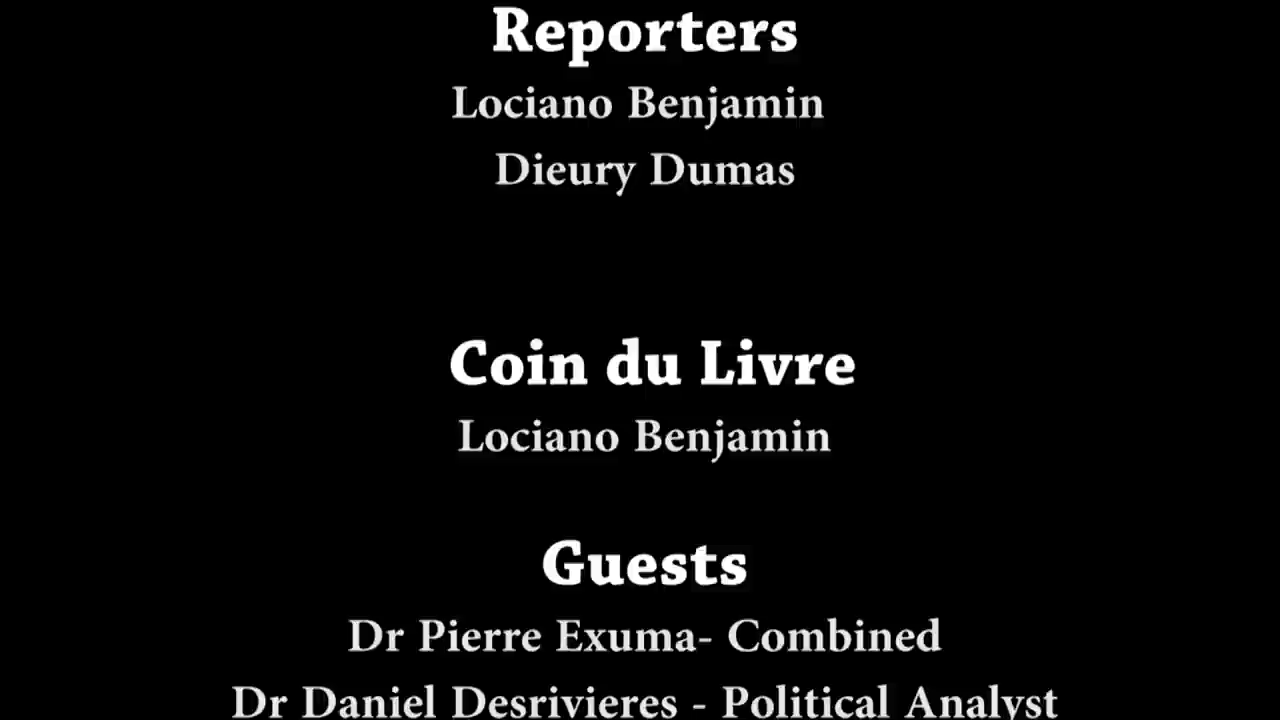 Reporters
Lociano Benjamin
Dieury Dumas
Coin du Livre
Lociano Benjamin
Guests
Dr Pierre Exuma- Combined
Dr Daniel Desrivieres - Political Analyst